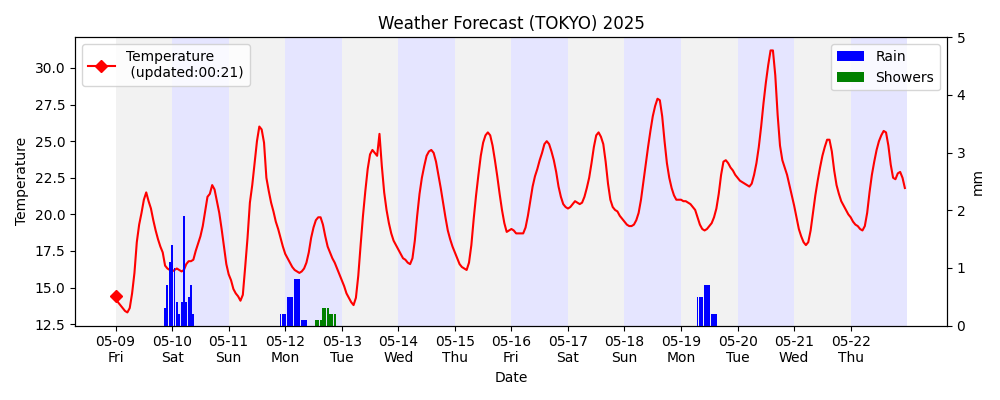 Weather Forecast (TOKYO) 2025
Temperature
(updated:00:21)
Rain
Showers
Temperature
30.0
27.5
25.0
22.5
20.0
17.5
15.0
12.5
5
4
3
2
1
0
mm
05-09 05-10 05-11 05-12 05-13 05-14 05-15 05-16 05-17 05-18 05-19 05-20 05-21 05-22
Fri Sat Sun Mon Tue Wed Thu Fri Sat Sun Mon Tue Wed Thu
Date